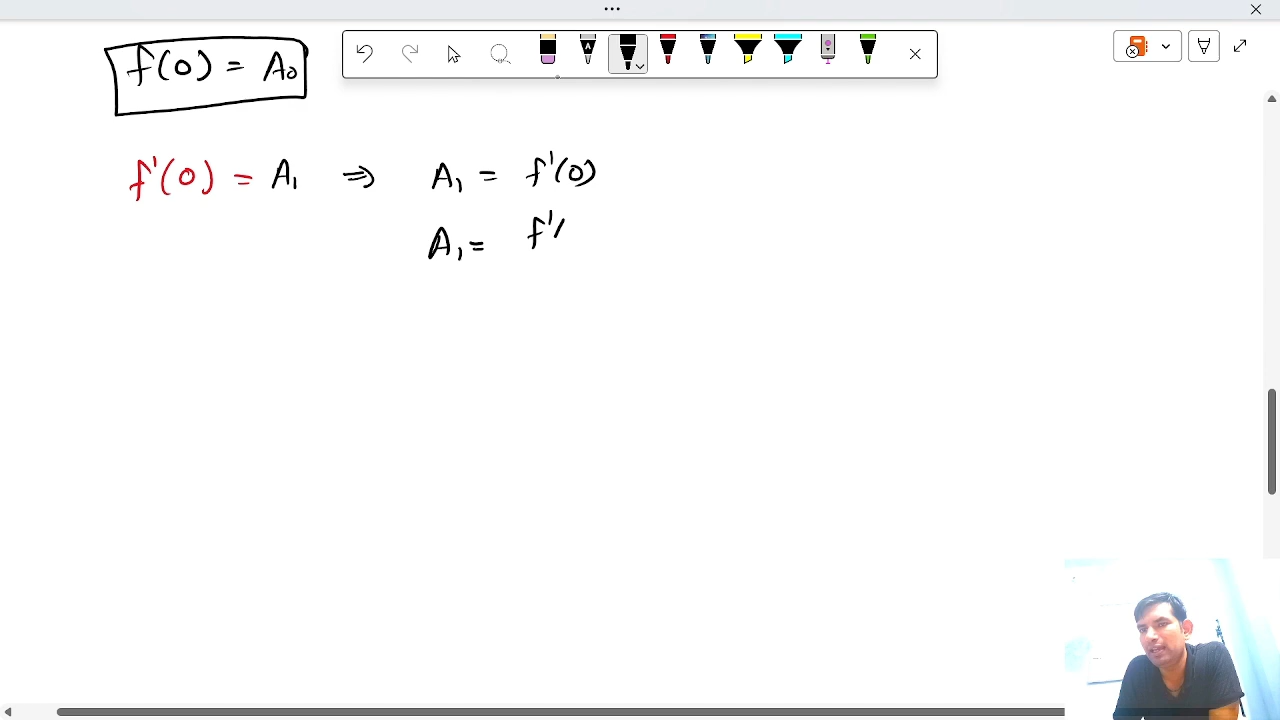 f(0) = A₀
f'(0) = A₁ ⇒ A₁ = f'(0)
A₁ = f'(